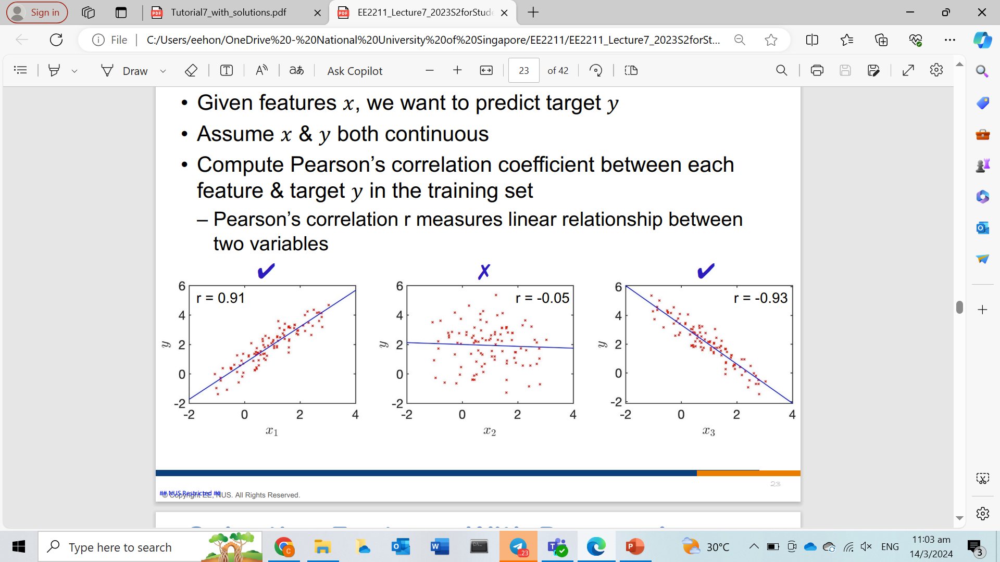 Sign in
Tutorial7_with_solutions.pdf
EE2211_Lecture7_2023S2forStude
File
C:/Users/eehon/OneDrive%20-%20National%20University%20of%20Singapore/EE2211/EE2211_Lecture7_2023S2forSt...
Draw
Ask Copilot
23
of 42
• Given features x, we want to predict target y
• Assume x & y both continuous
• Compute Pearson’s correlation coefficient between each
feature & target y in the training set
– Pearson’s correlation r measures linear relationship between
two variables
✔
✗
✔
r = 0.91
6
4
2
0
-2
y
-2 0 2 4
x1
r = -0.05
6
4
2
0
-2
y
-2 0 2 4
x2
r = -0.93
6
4
2
0
-2
y
-2 0 2 4
x3
23
## NUS Restricted ##
© Copyright EE, NUS. All Rights Reserved.
Type here to search
..23
30°C
ENG
11:03 am
14/3/2024
3